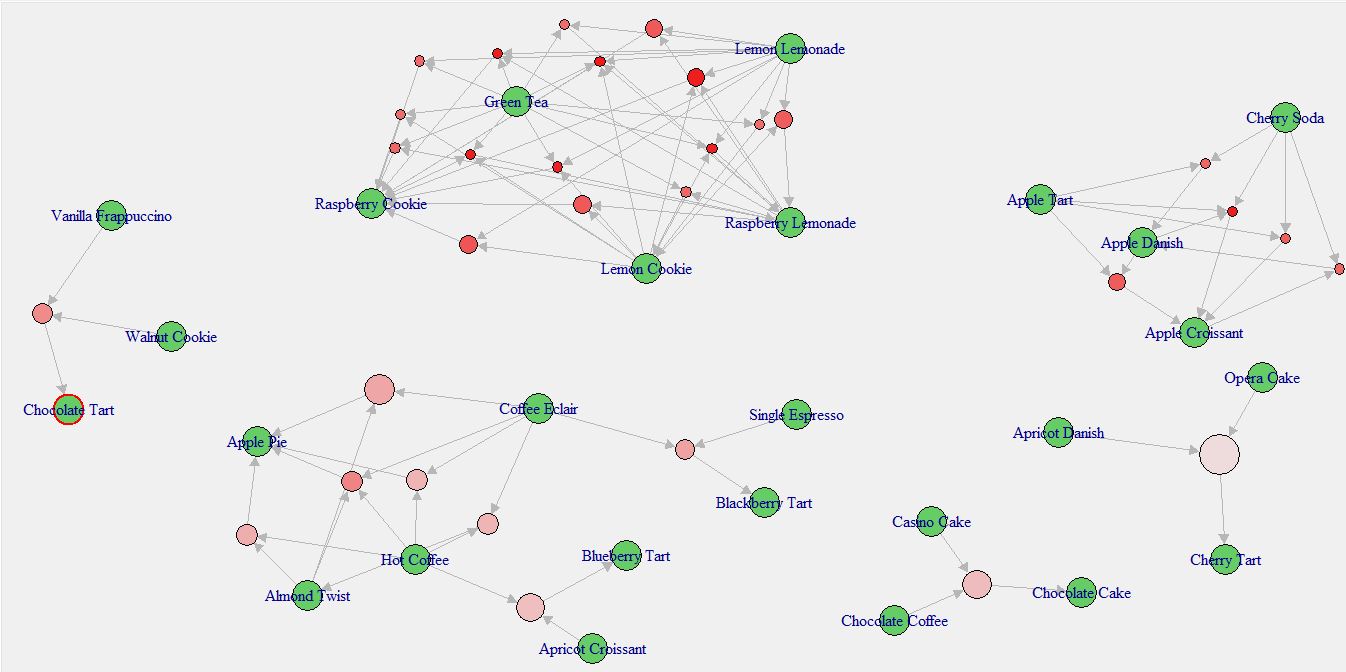 Lemon Lemonade
Green Tea
Cherry Soda
Raspberry Cookie
Apple Tart
Vanilla Frappuccino
Raspberry Lemonade
Apple Danish
Lemon Cookie
Walnut Cookie
Apple Croissant
Opera Cake
Chocolate Tart
Coffee Eclair
Single Espresso
Apricot Danish
Apple Pie
Blackberry Tart
Casino Cake
Hot Coffee
Blueberry Tart
Cherry Tart
Almond Twist
Chocolate Cake
Chocolate Coffee
Apricot Croissant